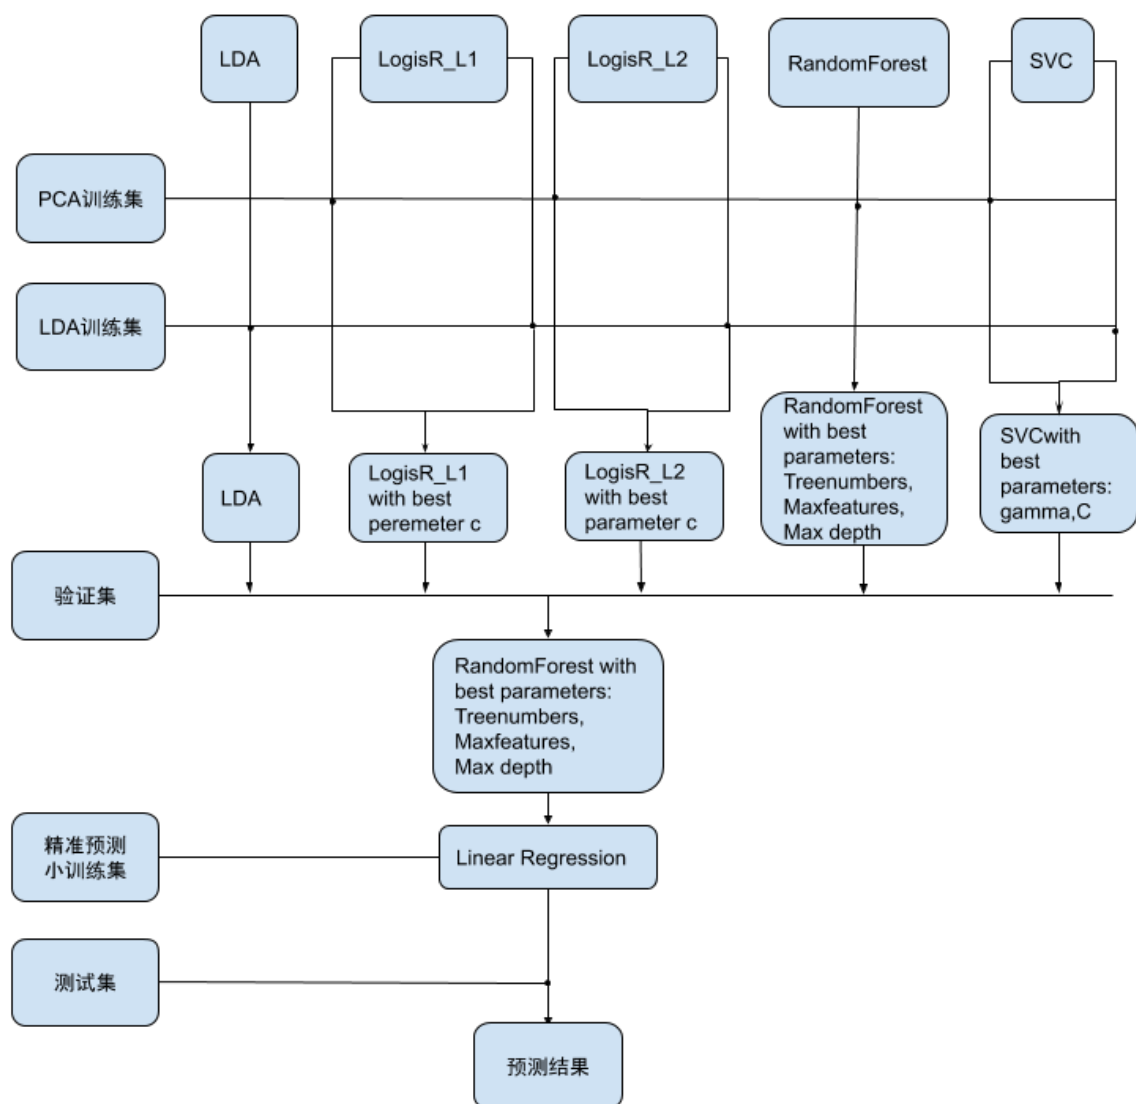 LDA
LogisR_L1
LogisR_L2
RandomForest
SVC
PCA训练集
LDA训练集
LDA
LogisR_L1
with best
peremeter c
LogisR_L2
with best
parameter c
RandomForest
with best
parameters:
Treenumbers,
Maxfeatures,
Max depth
SVCwith
best
parameters:
gamma,C
验证集
RandomForest with
best parameters:
Treenumbers,
Maxfeatures,
Max depth
精准预测
小训练集
Linear Regression
测试集
预测结果